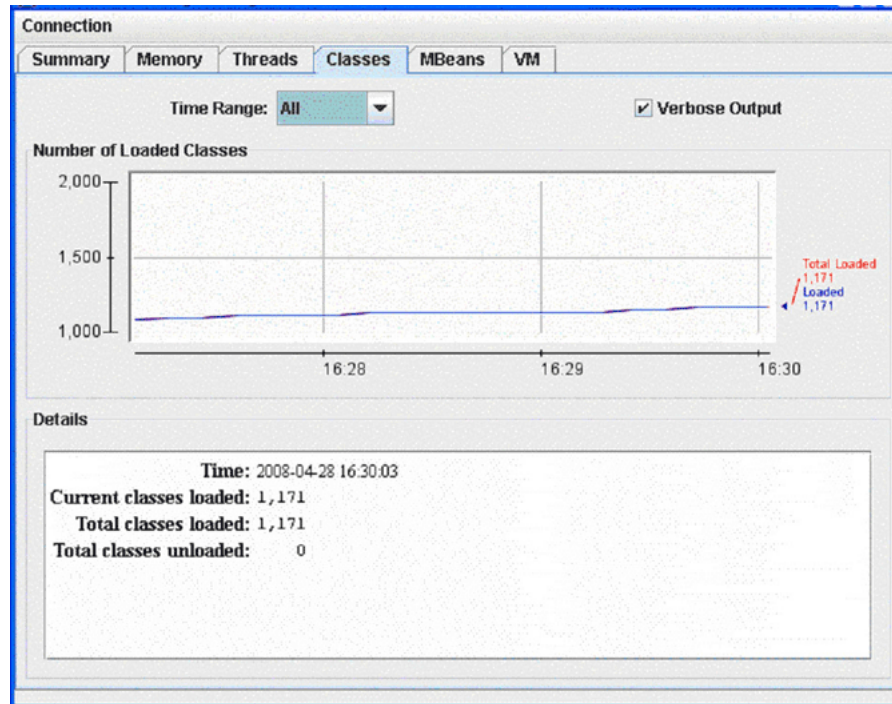 Connection
Summary Memory Threads Classes MBeans VM
Time Range: All Verbose Output
Number of Loaded Classes
2,000
1,500
1,000
Total Loaded
1,171
Loaded
1,171
16:28 16:29 16:30
Details
Time: 2008-04-28 16:30:03
Current classes loaded: 1,171
Total classes loaded: 1,171
Total classes unloaded: 0